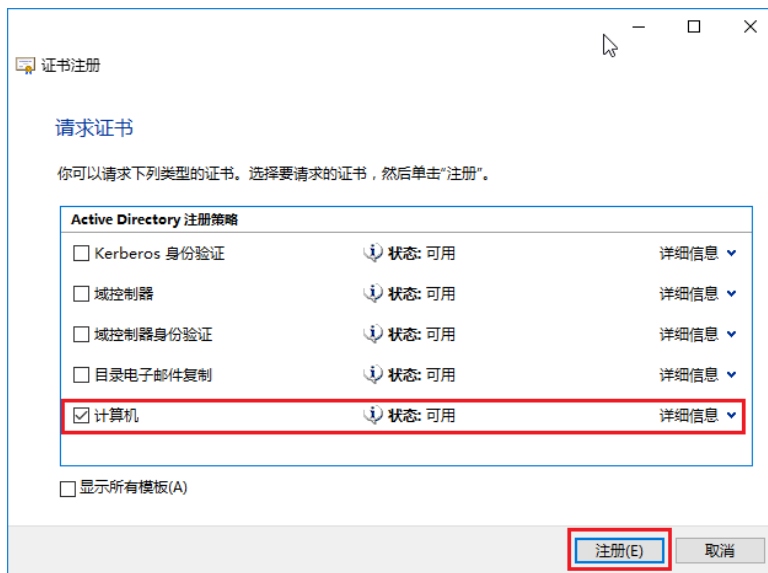 证书注册
请求证书
你可以请求下列类型的证书。选择要请求的证书，然后单击“注册”。
Active Directory 注册策略
Kerberos 身份验证 状态: 可用 详细信息
域控制器 状态: 可用 详细信息
域控制器身份验证 状态: 可用 详细信息
目录电子邮件复制 状态: 可用 详细信息
计算机 状态: 可用 详细信息
显示所有模板(A)
注册(E) 取消